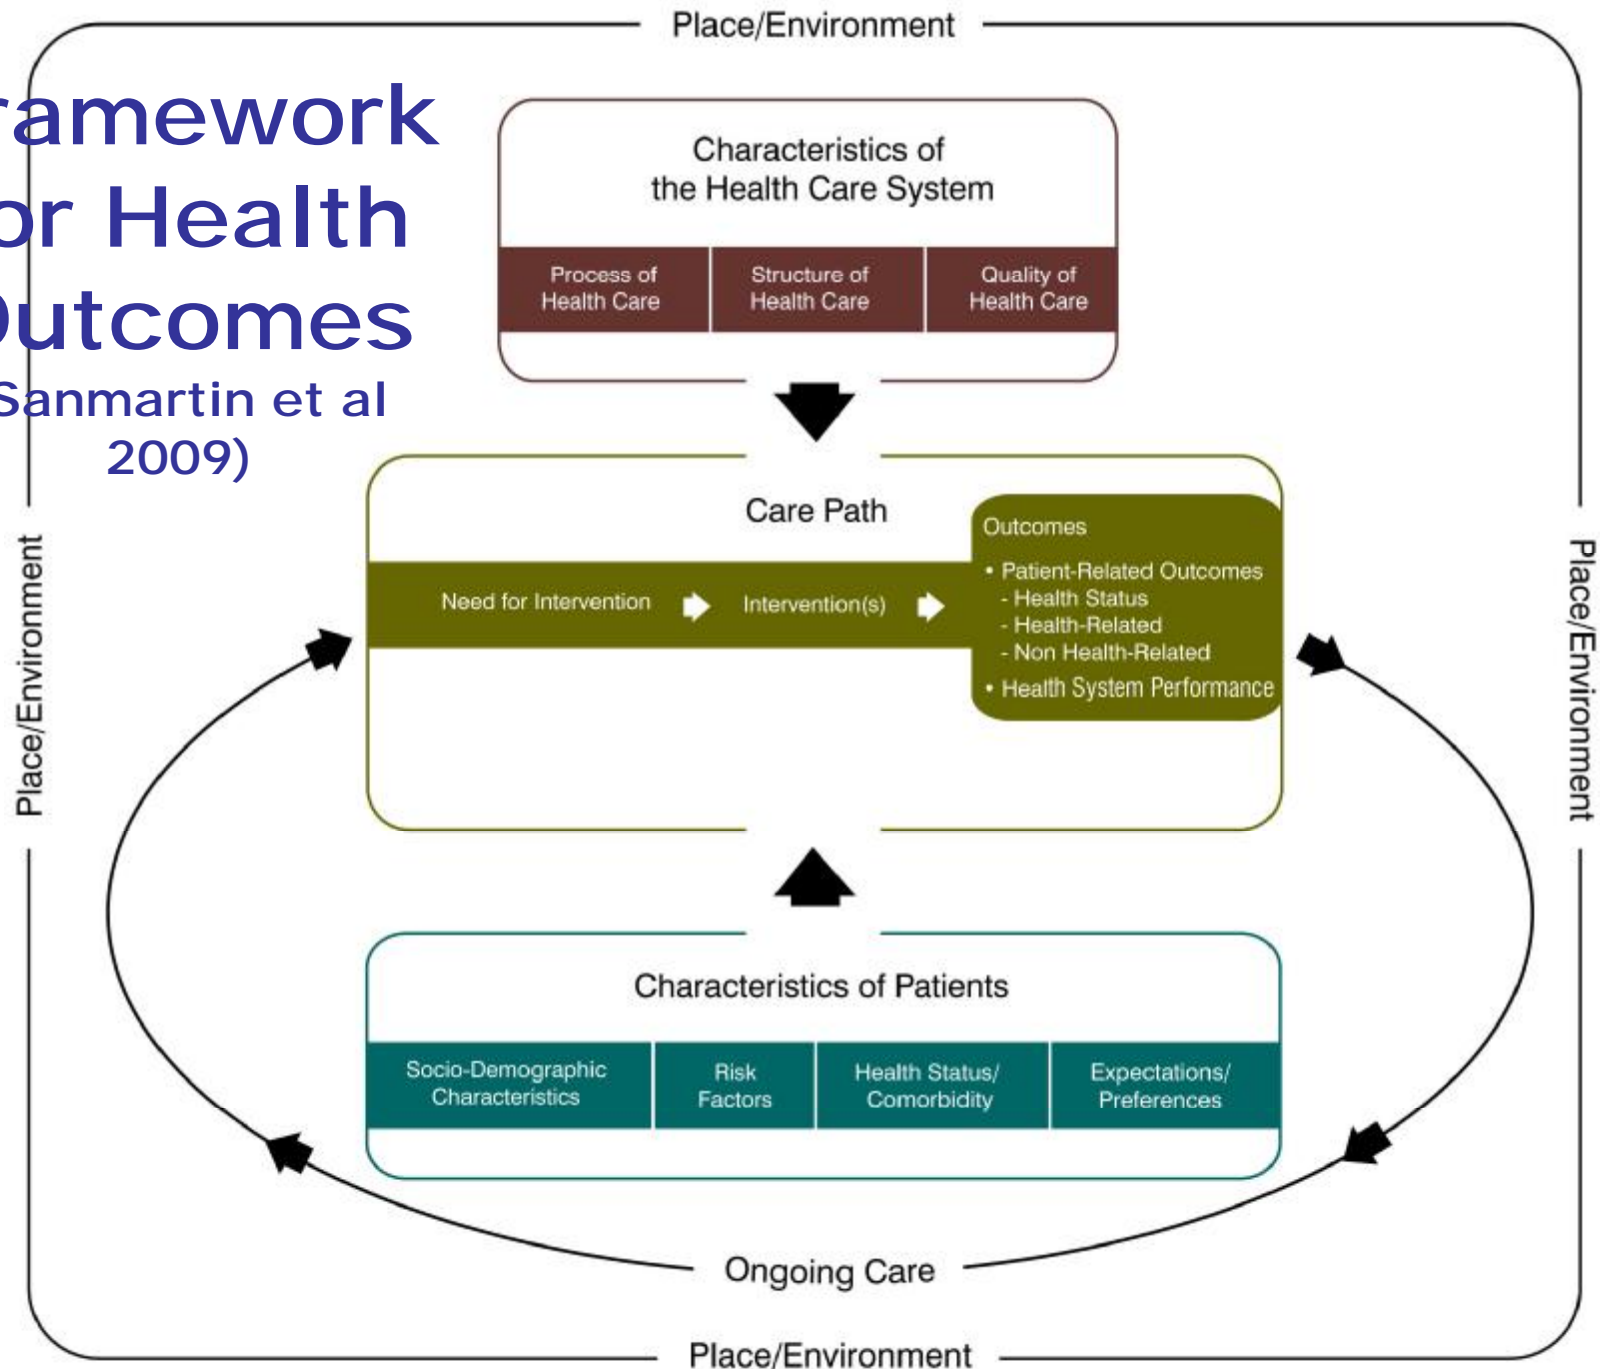 Place/Environment
ramework
or Health
utcomes
Sanmartin et al
2009)
Characteristics of
the Health Care System
Process of
Health Care
Structure of
Health Care
Quality of
Health Care
Care Path
Need for Intervention
Intervention(s)
Outcomes
• Patient-Related Outcomes
- Health Status
- Health-Related
- Non Health-Related
• Health System Performance
Place/Environment
Place/Environment
Characteristics of Patients
Socio-Demographic
Characteristics
Risk
Factors
Health Status/
Comorbidity
Expectations/
Preferences
Ongoing Care
Place/Environment